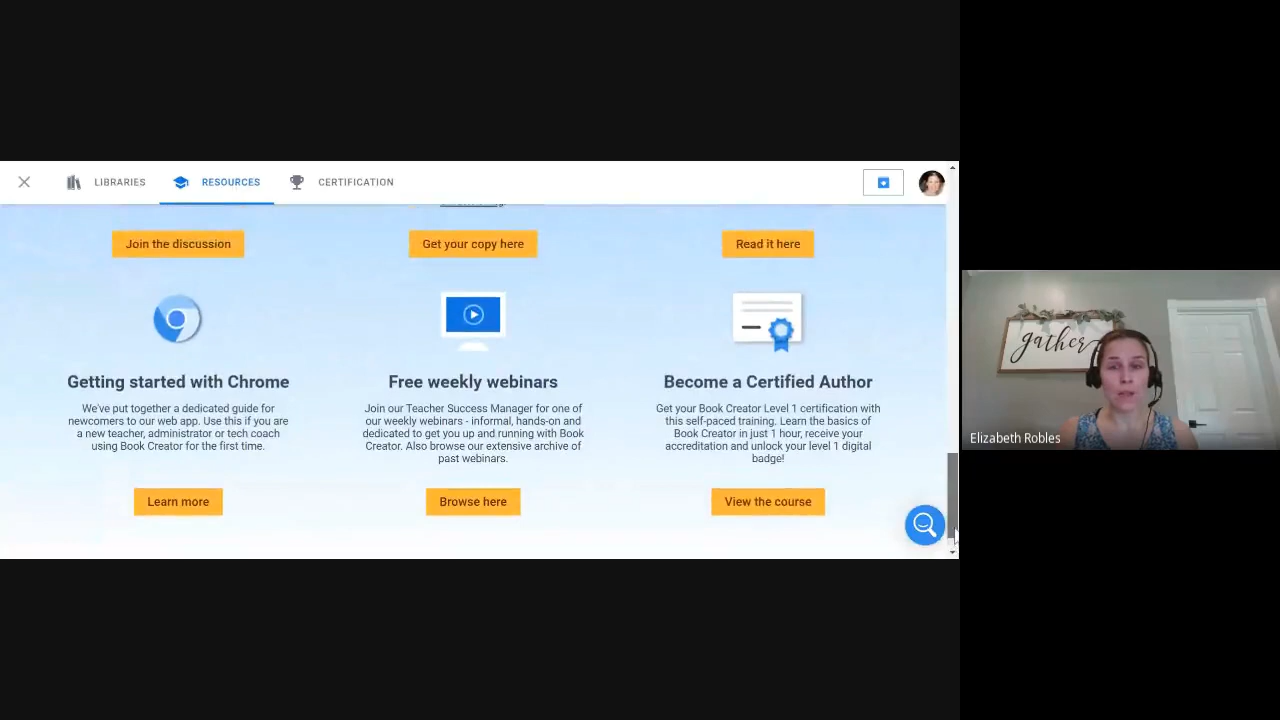 LIBRARIES
RESOURCES
CERTIFICATION
Join the discussion
Get your copy here
Read it here
Getting started with Chrome
We've put together a dedicated guide for
newcomers to our web app. Use this if you are
a new teacher, administrator or tech coach
using Book Creator for the first time.
Learn more
Free weekly webinars
Join our Teacher Success Manager for one of
our weekly webinars - informal, hands-on and
dedicated to get you up and running with Book
Creator. Also browse our extensive archive of
past webinars.
Browse here
Become a Certified Author
Get your Book Creator Level 1 certification with
this self-paced training. Learn the basics of
Book Creator in just 1 hour, receive your
accreditation and unlock your level 1 digital
badge!
View the course
gather
Elizabeth Robles